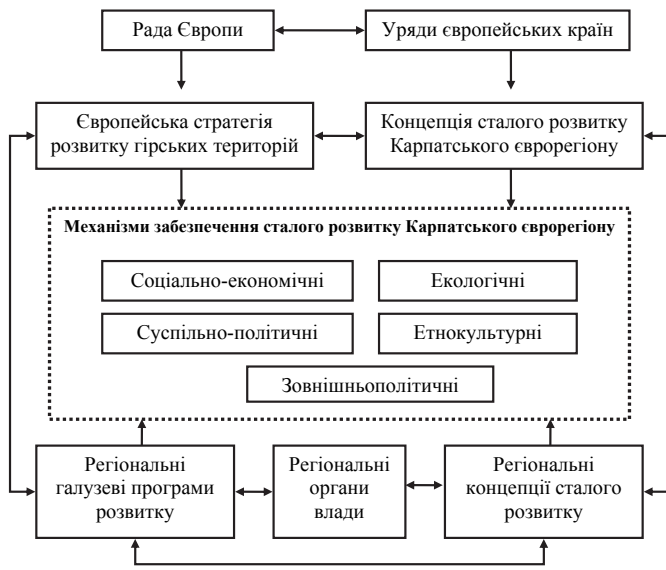 Рада Європи
Уряди європейських країн
Європейська стратегія
розвитку гірських територій
Концепція сталого розвитку
Карпатського єврорегіону
Механізми забезпечення сталого розвитку Карпатського єврорегіону
Соціально-економічні
Екологічні
Суспільно-політичні
Етнокультурні
Зовнішньополітичні
Регіональні
галузеві програми
розвитку
Регіональні
органи
влади
Регіональні
концепції сталого
розвитку